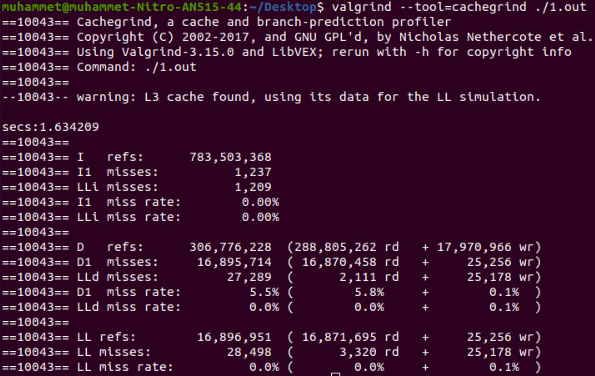 muhammet@muhammet-Nitro-AN515-44:~/Desktop$ valgrind --tool=cachegrind ./1.out
==10043== Cachegrind, a cache and branch-prediction profiler
==10043== Copyright (C) 2002-2017, and GNU GPL'd, by Nicholas Nethercote et al.
==10043== Using Valgrind-3.15.0 and LibVEX; rerun with -h for copyright info
==10043== Command: ./1.out
==10043==
--10043-- warning: L3 cache found, using its data for the LL simulation.
secs:1.634209
==10043==
==10043== I   refs:      783,503,368
==10043== I1  misses:          1,237
==10043== LLi misses:          1,209
==10043== I1  miss rate:        0.00%
==10043== LLi miss rate:        0.00%
==10043==
==10043== D   refs:      306,776,228  (288,805,262 rd   + 17,970,966 wr)
==10043== D1  misses:     16,895,714  ( 16,870,458 rd   +     25,256 wr)
==10043== LLd misses:         27,289  (      2,111 rd   +     25,178 wr)
==10043== D1  miss rate:         5.5% (        5.8%     +        0.1%  )
==10043== LLd miss rate:         0.0% (        0.0%     +        0.1%  )
==10043==
==10043== LL refs:        16,896,951  ( 16,871,695 rd   +     25,256 wr)
==10043== LL misses:          28,498  (      3,320 rd   +     25,178 wr)
==10043== LL miss rate:          0.0% (        0.0%     +        0.1%  )